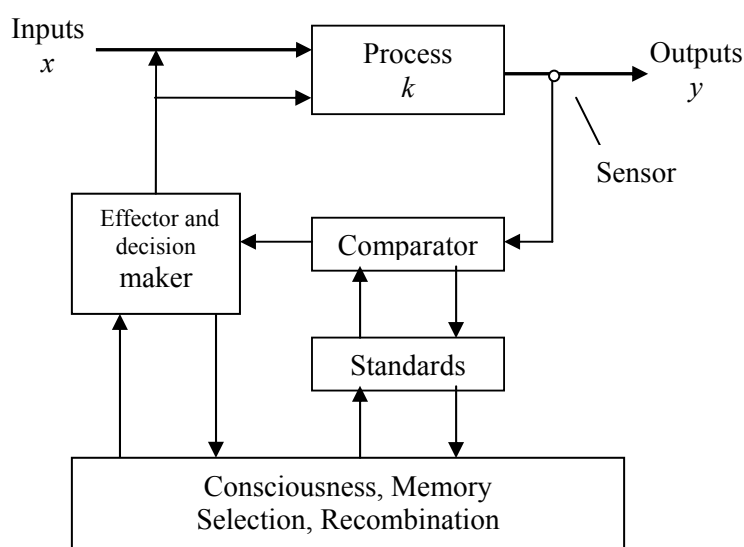 Inputs
x
Process
k
Outputs
y
Sensor
Effector and
decision
maker
Comparator
Standards
Consciousness, Memory
Selection, Recombination